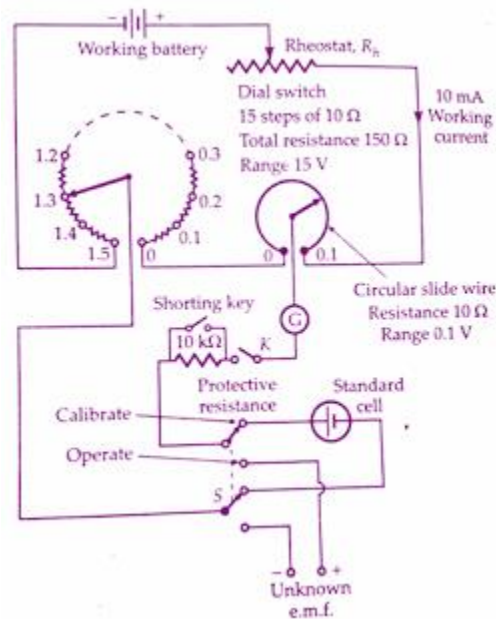 - +
Working battery
Rheostat, Rh
Dial switch
15 steps of 10 Ω
Total resistance 150 Ω
Range 15 V
10 mA
Working
current
1.2
1.3
1.4
1.5
0
0.1
0.2
0.3
0
0.1
Circular slide wire
Resistance 10 Ω
Range 0.1 V
Shorting key
10 kΩ
K
G
Protective
resistance
Standard
cell
Calibrate
Operate
S
- +
Unknown
e.m.f.